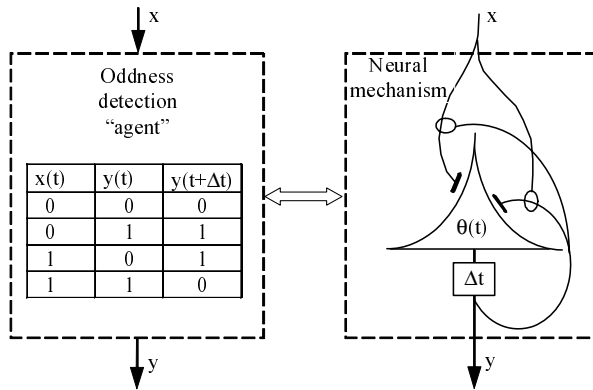 x
Oddness
detection
“agent”
x(t) y(t) y(t+Δt)
0 0 0
0 1 1
1 0 1
1 1 0
y
x
Neural
mechanism
θ(t)
Δt
y